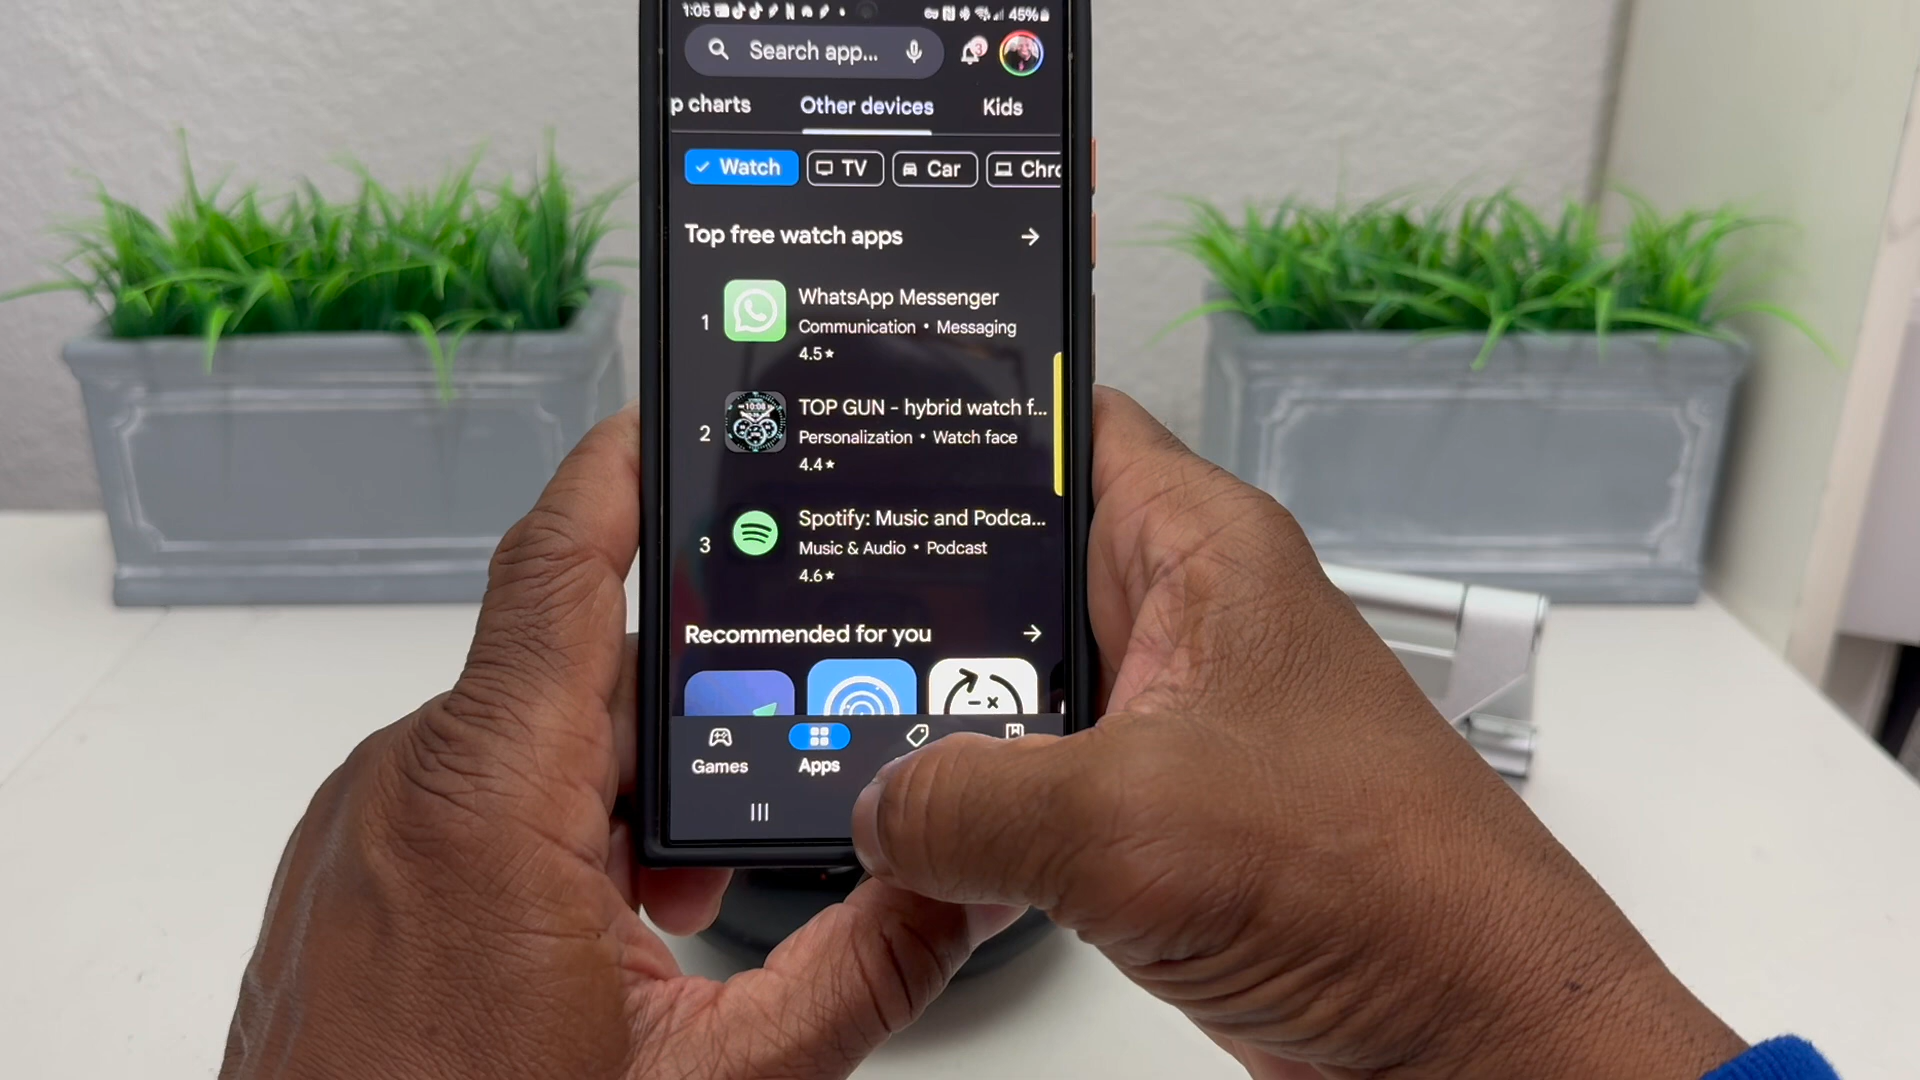 1:05 45%
Search app... 3
p charts Other devices Kids
Watch TV Car Chro
Top free watch apps
1
WhatsApp Messenger
Communication • Messaging
4.5★
2
TOP GUN - hybrid watch f...
Personalization • Watch face
4.4★
3
Spotify: Music and Podca...
Music & Audio • Podcast
4.6★
Recommended for you
Games Apps